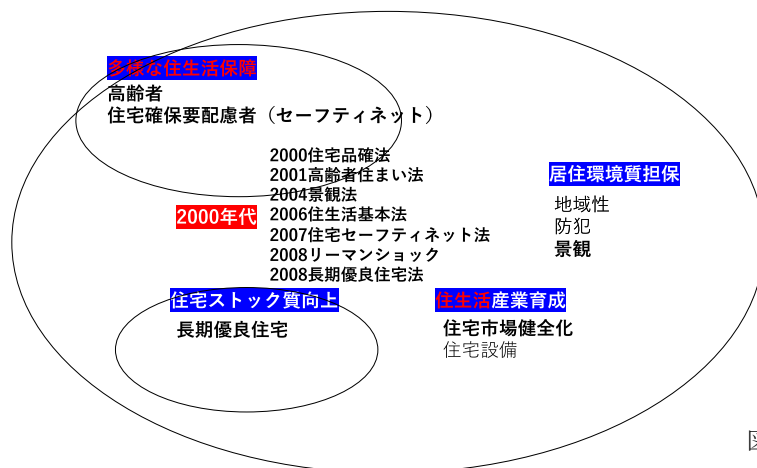 多様な住生活保障
高齢者
住宅確保要配慮者（セーフティネット）
2000住宅品確法
2001高齢者住まい法
2004景観法
2006住生活基本法
2007住宅セーフティネット法
2008リーマンショック
2008長期優良住宅法
2000年代
居住環境質担保
地域性
防犯
景観
住宅ストック質向上
長期優良住宅
住生活産業育成
住宅市場健全化
住宅設備